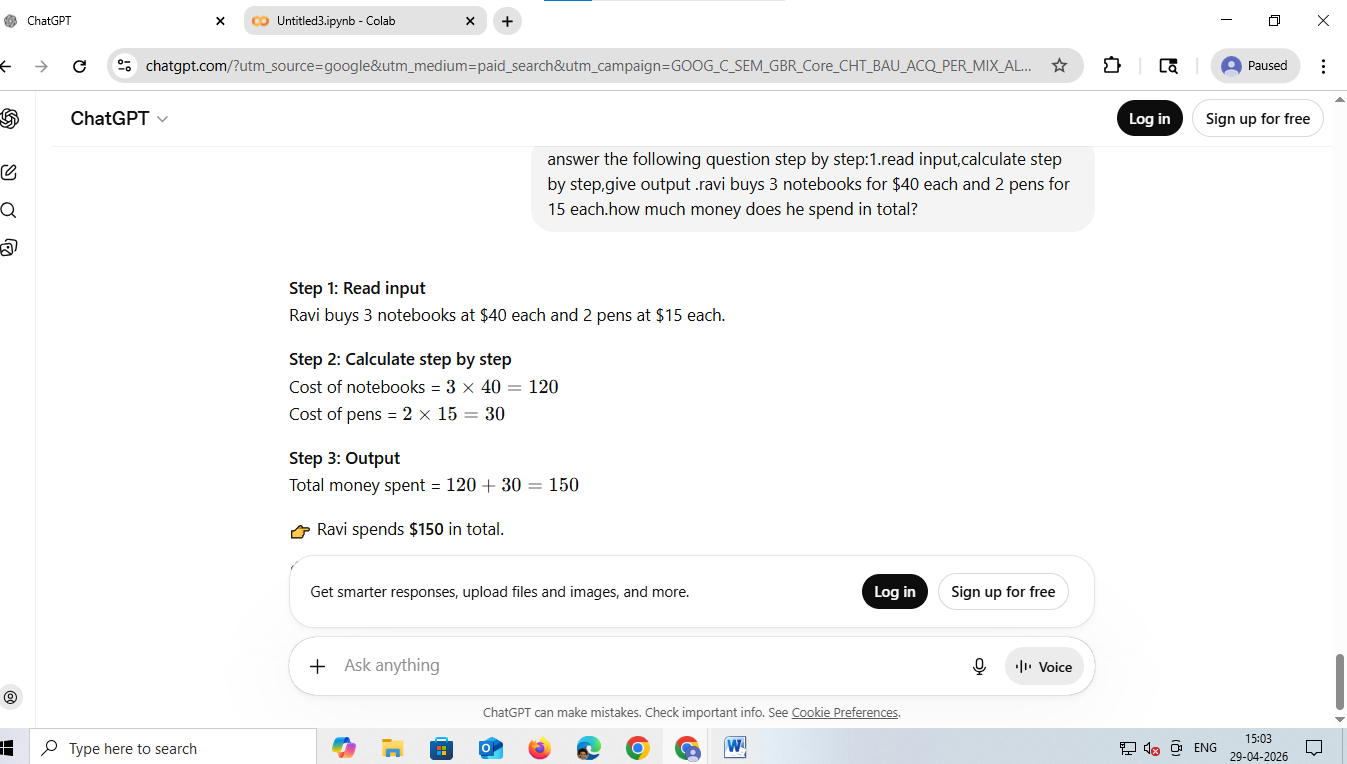 ChatGPT
Untitled3.ipynb - Colab
chatgpt.com/?utm_source=google&utm_medium=paid_search&utm_campaign=GOOG_C_SEM_GBR_Core_CHT_BAU_ACQ_PER_MIX_AL...
Paused
ChatGPT
Log in
Sign up for free
answer the following question step by step:1.read input,calculate step
by step,give output .ravi buys 3 notebooks for $40 each and 2 pens for
15 each.how much money does he spend in total?
Step 1: Read input
Ravi buys 3 notebooks at $40 each and 2 pens at $15 each.
Step 2: Calculate step by step
Cost of notebooks = 3 × 40 = 120
Cost of pens = 2 × 15 = 30
Step 3: Output
Total money spent = 120 + 30 = 150
👉 Ravi spends $150 in total.
Get smarter responses, upload files and images, and more.
Log in
Sign up for free
Ask anything
Voice
ChatGPT can make mistakes. Check important info. See Cookie Preferences.
Type here to search
ENG
15:03
29-04-2026